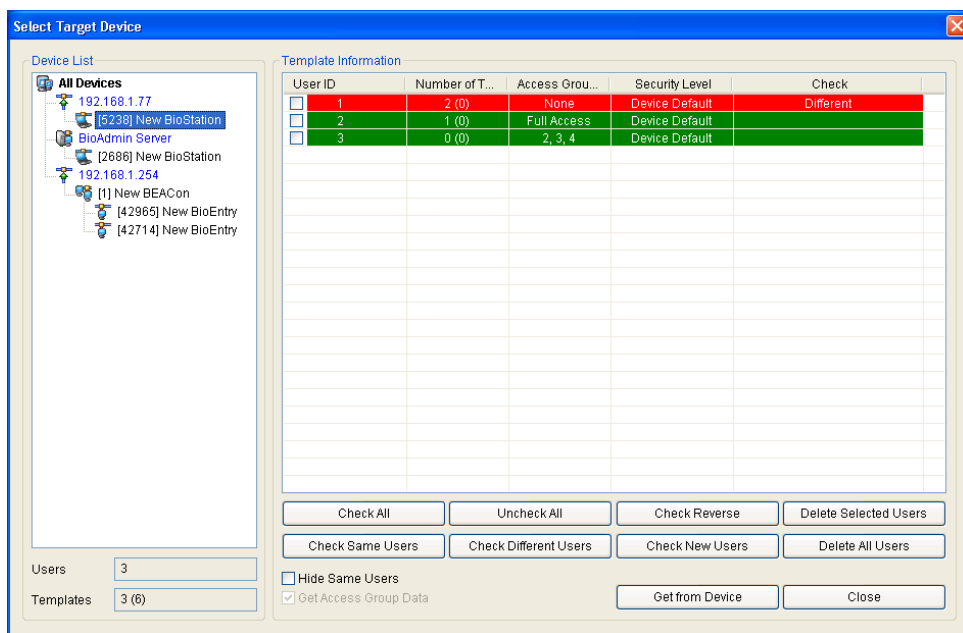 Select Target Device
Device List
All Devices
192.168.1.77
[5238] New BioStation
BioAdmin Server
[2686] New BioStation
192.168.1.254
[1] New BEACon
[42965] New BioEntry
[42714] New BioEntry
Users 3
Templates 3 (6)
Template Information
User ID Number of T... Access Grou... Security Level Check
1 2 (0) None Device Default Different
2 1 (0) Full Access Device Default
3 0 (0) 2, 3, 4 Device Default
Check All Uncheck All Check Reverse Delete Selected Users
Check Same Users Check Different Users Check New Users Delete All Users
Hide Same Users
Get Access Group Data
Get from Device Close